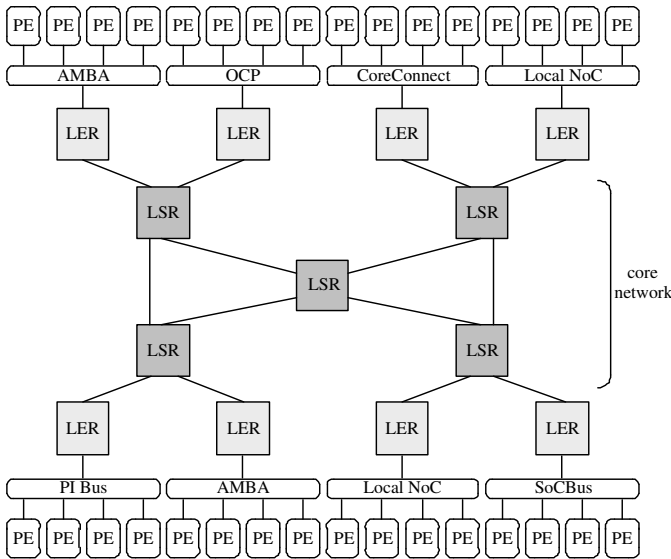 PE PE PE PE PE PE PE PE PE PE PE PE PE PE PE PE
AMBA OCP CoreConnect Local NoC
LER LER LER LER
LSR LSR
LSR
core
network
LSR LSR
LER LER LER LER
PI Bus AMBA Local NoC SoCBus
PE PE PE PE PE PE PE PE PE PE PE PE PE PE PE PE